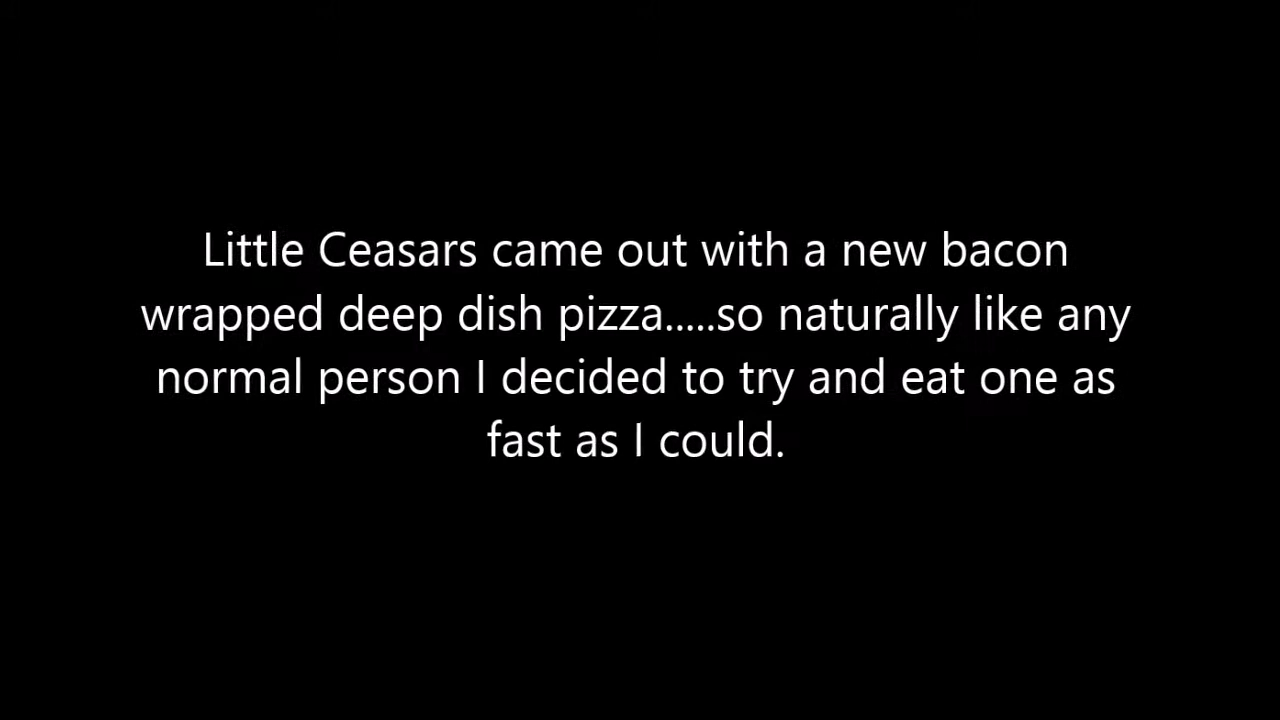 Little Ceasars came out with a new bacon
wrapped deep dish pizza.....so naturally like any
normal person I decided to try and eat one as
fast as I could.